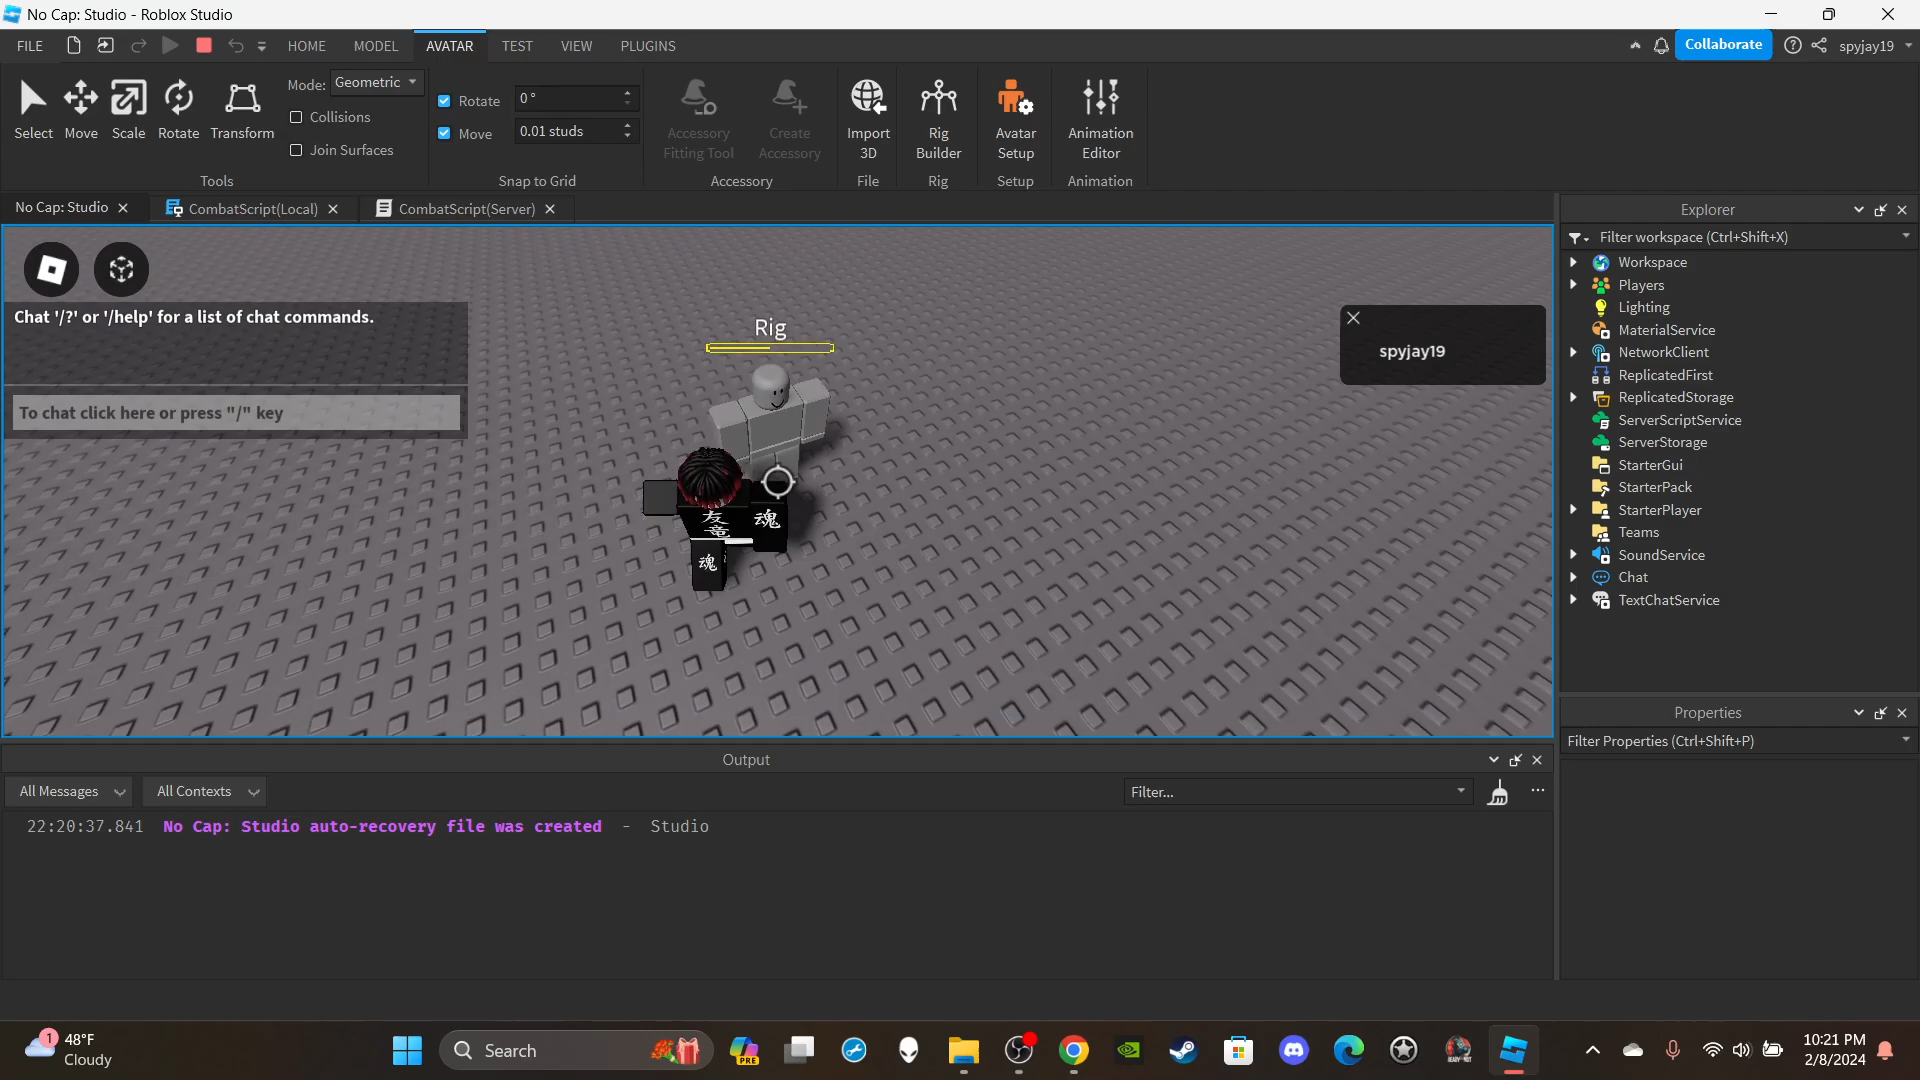 No Cap: Studio - Roblox Studio
FILE HOME MODEL AVATAR TEST VIEW PLUGINS Collaborate spyjay19
Select Move Scale Rotate Transform
Mode: Geometric
Collisions
Join Surfaces
Tools
Rotate 0 °
Move 0.01 studs
Snap to Grid
Accessory
Fitting Tool
Create
Accessory
Accessory
Import
3D
File
Rig
Builder
Rig
Avatar
Setup
Setup
Animation
Editor
Animation
No Cap: Studio CombatScript(Local) CombatScript(Server)
Chat '/?' or '/help' for a list of chat commands.
To chat click here or press "/" key
Rig
友
竜
魂
魂
spyjay19
Explorer
Filter workspace (Ctrl+Shift+X)
Workspace
Players
Lighting
MaterialService
NetworkClient
ReplicatedFirst
ReplicatedStorage
ServerScriptService
ServerStorage
StarterGui
StarterPack
StarterPlayer
Teams
SoundService
Chat
TextChatService
Properties
Filter Properties (Ctrl+Shift+P)
Output
All Messages All Contexts Filter...
22:20:37.841 No Cap: Studio auto-recovery file was created - Studio
1
48°F
Cloudy
Search
PRE
10:21 PM
2/8/2024